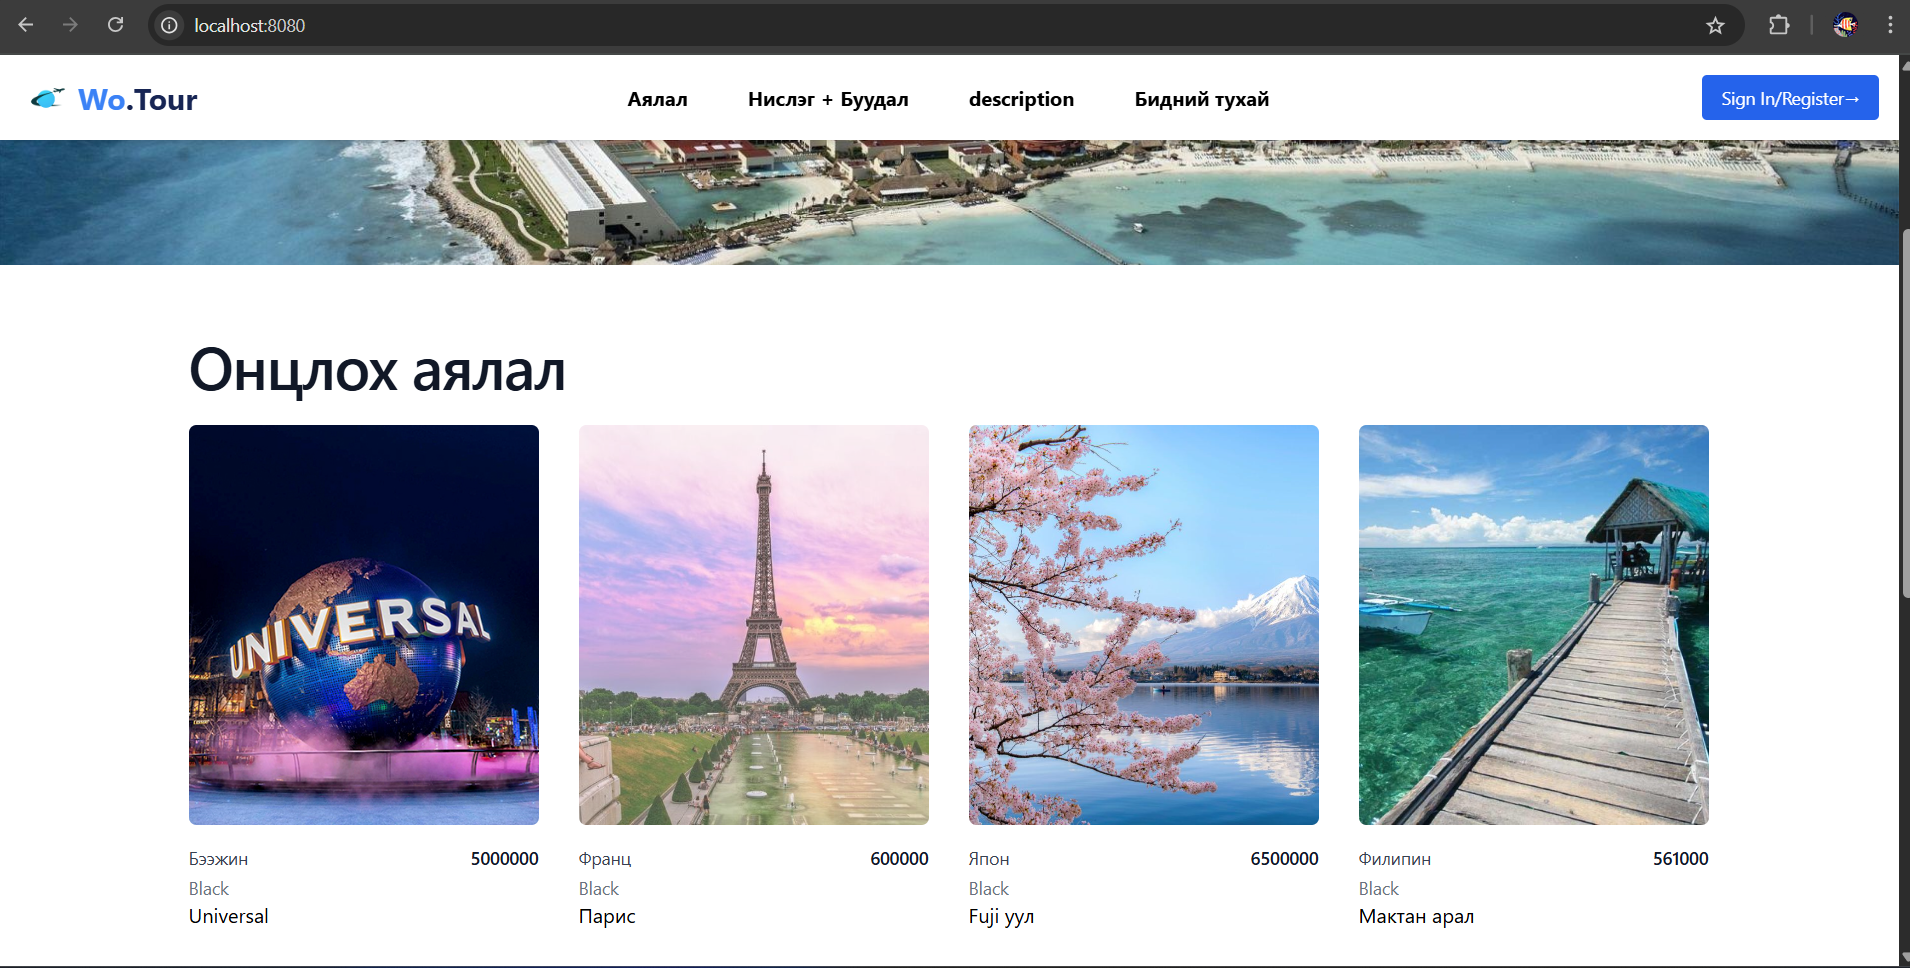 localhost:8080
Wo.Tour
Аялал
Нислэг + Буудал
description
Бидний тухай
Sign In/Register→
Онцлох аялал
UNIVERSAL
Бээжин 5000000
Black
Universal
Франц 600000
Black
Парис
Япон 6500000
Black
Fuji уул
Филипин 561000
Black
Мактан арал